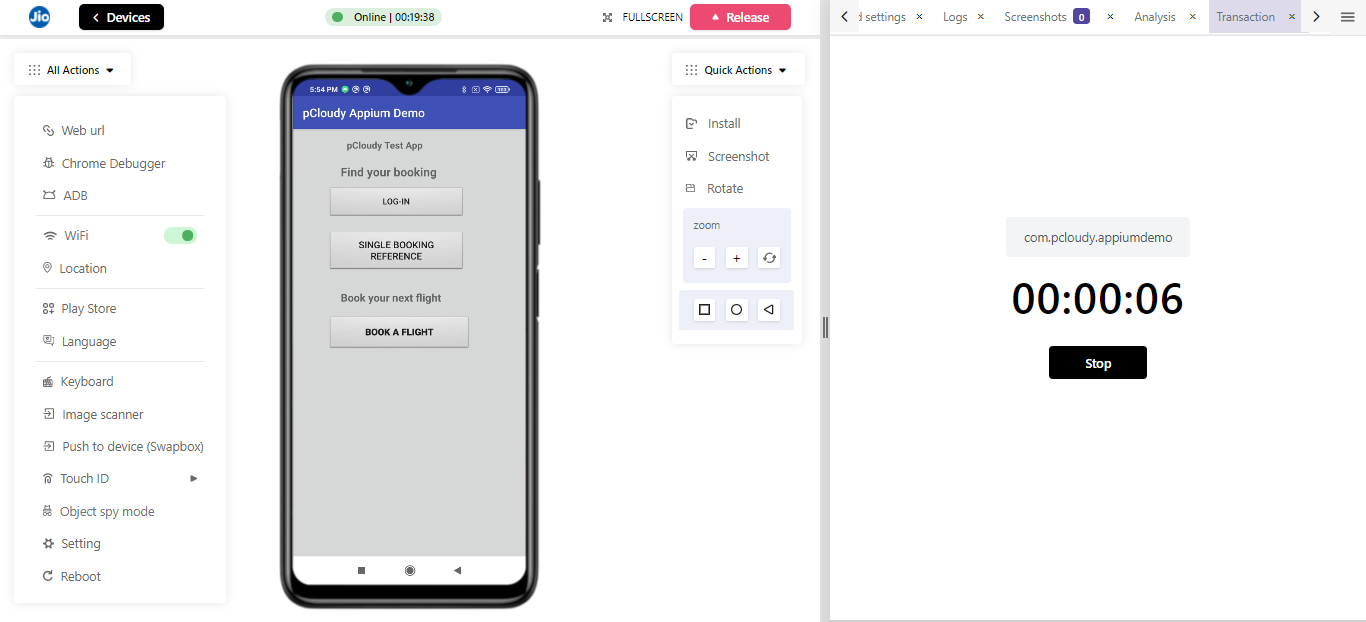 Jio
Devices
Online | 00:19:38
FULLSCREEN
Release
d settings
Logs
Screenshots 0
Analysis
Transaction
All Actions
Web url
Chrome Debugger
ADB
WiFi
Location
Play Store
Language
Keyboard
Image scanner
Push to device (Swapbox)
Touch ID
Object spy mode
Setting
Reboot
5:54 PM
pCloudy Appium Demo
pCloudy Test App
Find your booking
LOG-IN
SINGLE BOOKING
REFERENCE
Book your next flight
BOOK A FLIGHT
Quick Actions
Install
Screenshot
Rotate
zoom
- +
com.pcloudy.appiumdemo
00:00:06
Stop